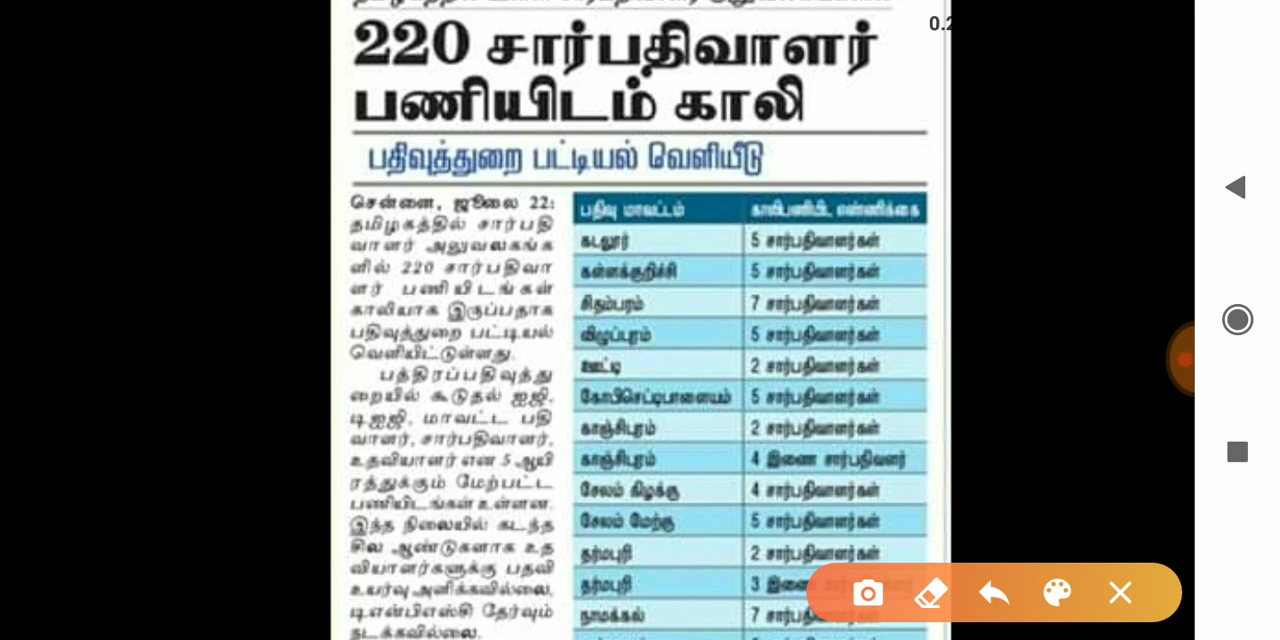 0.2
220 சார்பதிவாளர்
பணியிடம் காலி
பதிவுத்துறை பட்டியல் வெளியீடு
சென்னை, ஜூலை 22:
தமிழகத்தில் சார்பதி
வாளர் அலுவலகங்க
ளில் 220 சார்பதிவா
ளர் பணியிடங்கள்
காலியாக இருப்பதாக
பதிவுத்துறை பட்டியல்
வெளியிட்டுள்ளது.
பத்திரப்பதிவுத்து
றையில் கூடுதல் ஐஜி,
டிஐஜி, மாவட்ட பதி
வாளர், சார்பதிவாளர்,
உதவியாளர் என 5 ஆயி
ரத்துக்கும் மேற்பட்ட
பணியிடங்கள் உள்ளன.
இந்த நிலையில் கடந்த
சில ஆண்டுகளாக உத
வியாளர்களுக்கு பதவி
உயர்வு அளிக்கவில்லை,
டிஎன்பிஎஸ்சி தேர்வும்
நடக்கவில்லை.
பதிவு மாவட்டம் காலிபணியிட எண்ணிக்கை
கடலூர் 5 சார்பதிவாளர்கள்
கள்ளக்குறிச்சி 5 சார்பதிவாளர்கள்
சிதம்பரம் 7 சார்பதிவாளர்கள்
விழுப்புரம் 5 சார்பதிவாளர்கள்
ஊட்டி 2 சார்பதிவாளர்கள்
கோபிசெட்டிபாளையம் 5 சார்பதிவாளர்கள்
காஞ்சிபுரம் 2 சார்பதிவாளர்கள்
காஞ்சிபுரம் 4 இணை சார்பதிவளர்
சேலம் கிழக்கு 4 சார்பதிவாளர்கள்
சேலம் மேற்கு 5 சார்பதிவாளர்கள்
தர்மபுரி 2 சார்பதிவாளர்கள்
தர்மபுரி 3 இணை
நாமக்கல் 7 சார்பதிவாளர்கள்